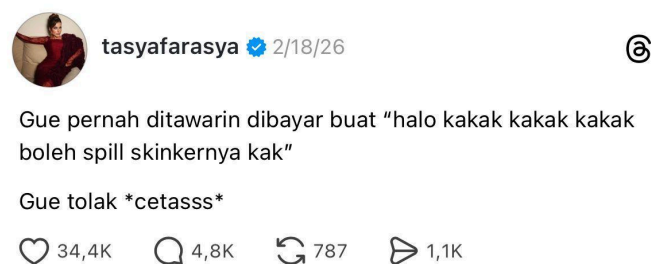 tasyafarasya 2/18/26
Gue pernah ditawarin dibayar buat “halo kakak kakak kakak
boleh spill skinkernya kak”
Gue tolak *cetasss*
34,4K 4,8K 787 1,1K